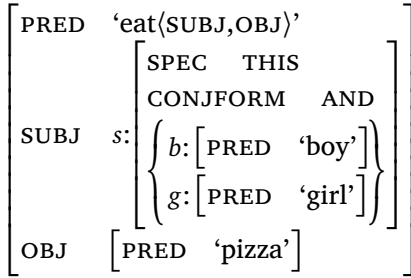 PRED ‘eat⟨SUBJ,OBJ⟩’
SPEC THIS
CONJFORM AND
SUBJ s:
b: [PRED ‘boy’]
g: [PRED ‘girl’]
OBJ [PRED ‘pizza’]